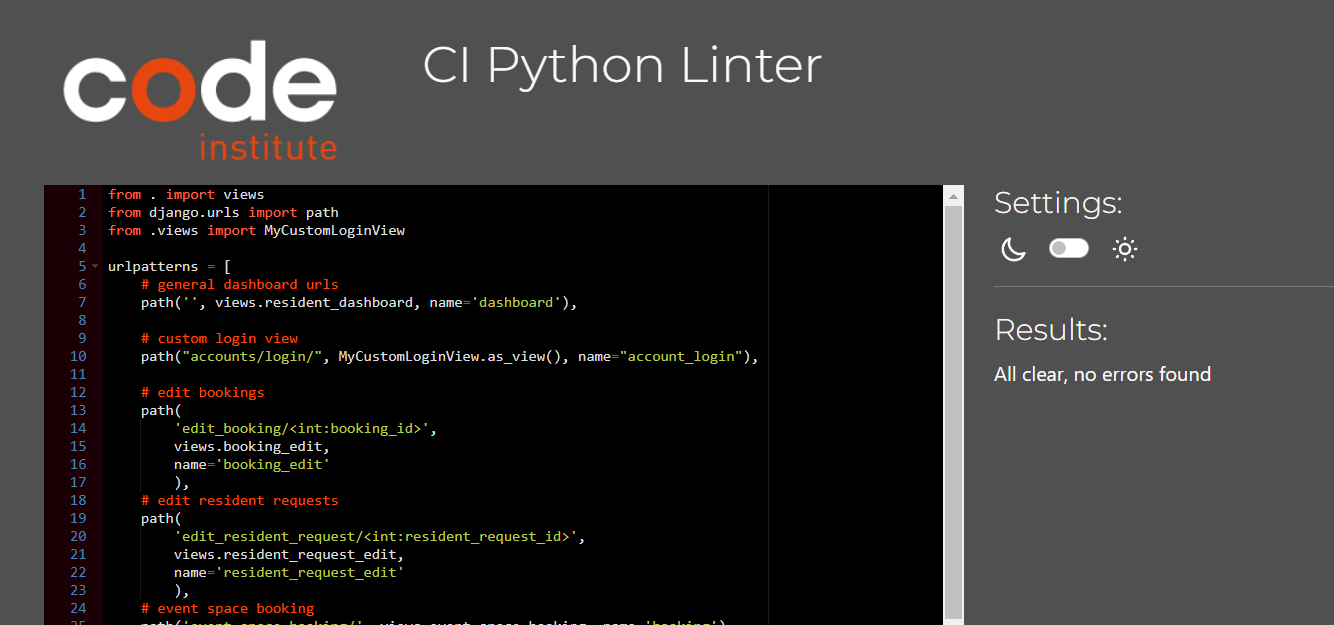 code
institute
CI Python Linter
1 from . import views
2 from django.urls import path
3 from .views import MyCustomLoginView
4
5 urlpatterns = [
6     # general dashboard urls
7     path('', views.resident_dashboard, name='dashboard'),
8
9     # custom login view
10     path("accounts/login/", MyCustomLoginView.as_view(), name="account_login"),
11
12     # edit bookings
13     path(
14         'edit_booking/<int:booking_id>',
15         views.booking_edit,
16         name='booking_edit'
17         ),
18     # edit resident requests
19     path(
20         'edit_resident_request/<int:resident_request_id>',
21         views.resident_request_edit,
22         name='resident_request_edit'
23         ),
24     # event space booking
Settings:
Results:
All clear, no errors found